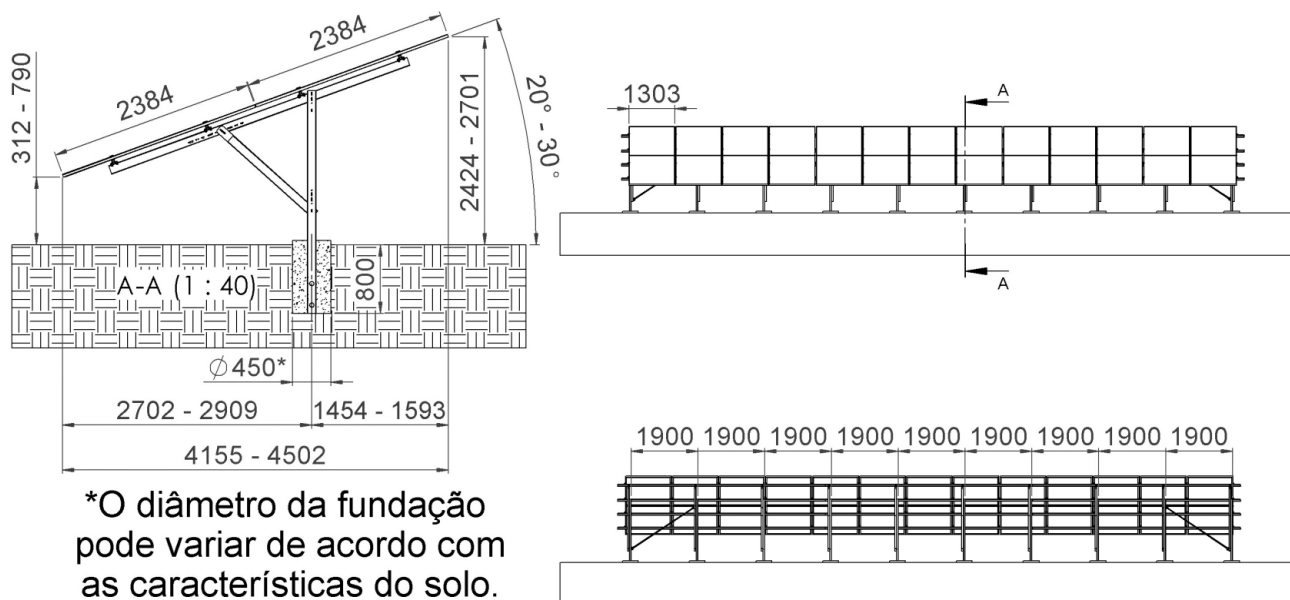 2384
2384
312 - 790
2424 - 2701
20° - 30°
A-A (1 : 40)
800
Ø 450*
2702 - 2909
1454 - 1593
4155 - 4502
*O diâmetro da fundação
pode variar de acordo com
as características do solo.
1303
A
A
1900 1900 1900 1900 1900 1900 1900 1900 1900